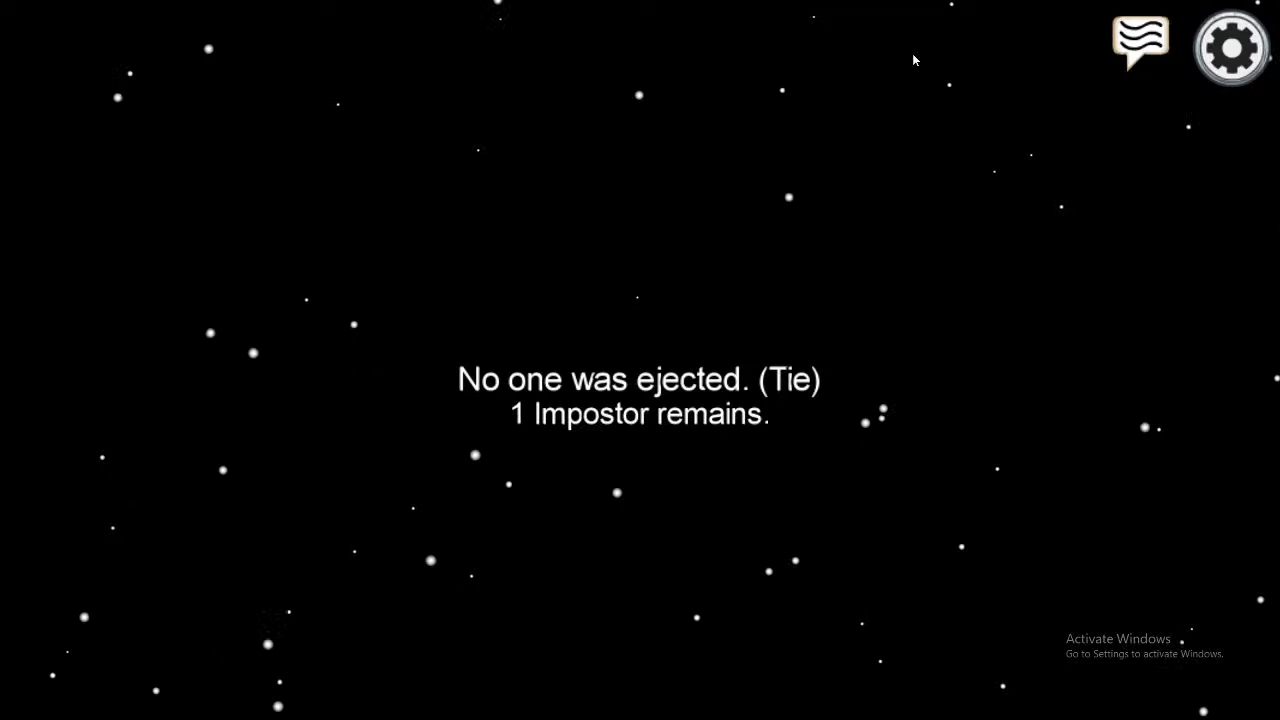 No one was ejected. (Tie)
1 Impostor remains.
Activate Windows
Go to Settings to activate Windows.